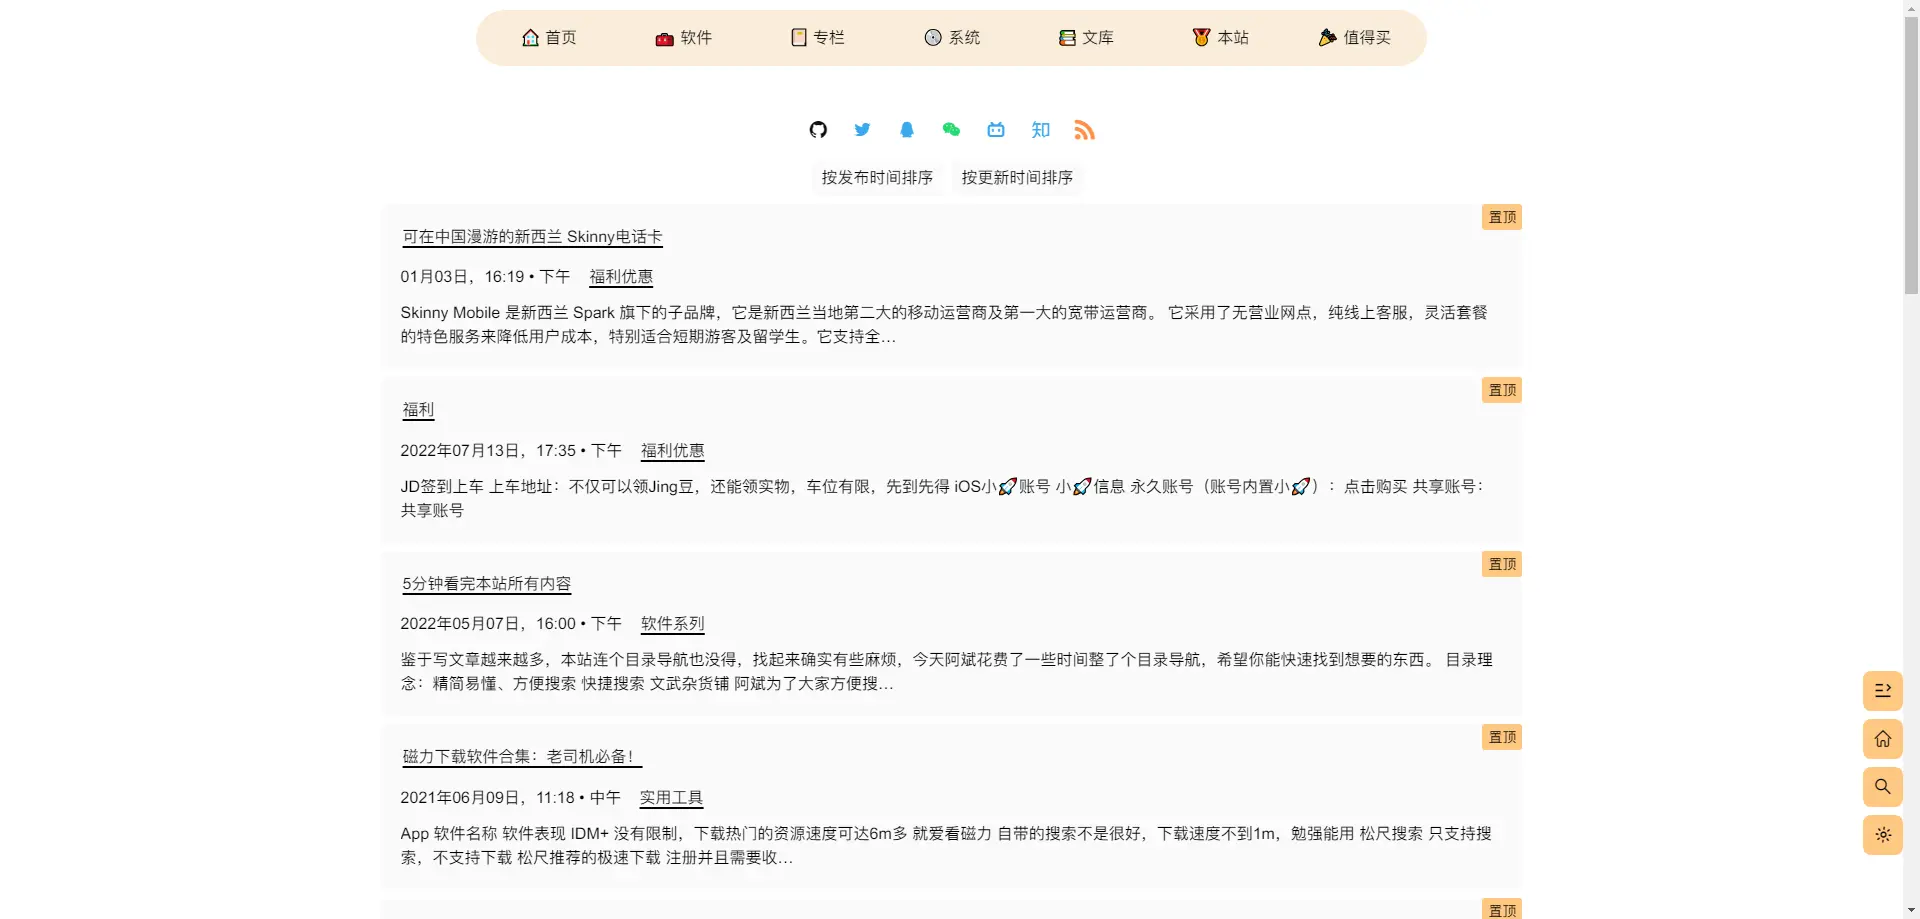 首页 软件 专栏 系统 文库 本站 值得买
知
按发布时间排序 按更新时间排序
置顶
可在中国漫游的新西兰 Skinny电话卡
01月03日，16:19 • 下午 福利优惠
Skinny Mobile 是新西兰 Spark 旗下的子品牌，它是新西兰当地第二大的移动运营商及第一大的宽带运营商。 它采用了无营业网点，纯线上客服，灵活套餐
的特色服务来降低用户成本，特别适合短期游客及留学生。它支持全…
置顶
福利
2022年07月13日，17:35 • 下午 福利优惠
JD签到上车 上车地址：不仅可以领Jing豆，还能领实物，车位有限，先到先得 iOS小🚀账号 小🚀信息 永久账号（账号内置小🚀）：点击购买 共享账号：
共享账号
置顶
5分钟看完本站所有内容
2022年05月07日，16:00 • 下午 软件系列
鉴于写文章越来越多，本站连个目录导航也没得，找起来确实有些麻烦，今天阿斌花费了一些时间整了个目录导航，希望你能快速找到想要的东西。 目录理
念：精简易懂、方便搜索 快捷搜索 文武杂货铺 阿斌为了大家方便搜…
置顶
磁力下载软件合集：老司机必备！
2021年06月09日，11:18 • 中午 实用工具
App 软件名称 软件表现 IDM+ 没有限制，下载热门的资源速度可达6m多 就爱看磁力 自带的搜索不是很好，下载速度不到1m，勉强能用 松尺搜索 只支持搜
索，不支持下载 松尺推荐的极速下载 注册并且需要收…
置顶